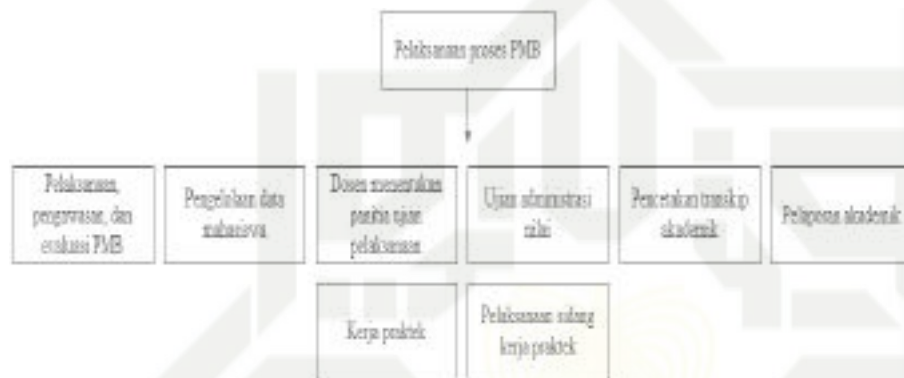 Pelaksanaan proses PMB
Pelaksanaan,
pengawasan, dan
evaluasi PMB
Pengelolaan data
mahasiswa
Dosen menentukan
panitia ujian
pelaksanaan
Ujian administrasi
nilai
Pencetakan transkip
akademik
Pelaporan akademik
Kerja praktek
Pelaksanaan sidang
kerja praktek